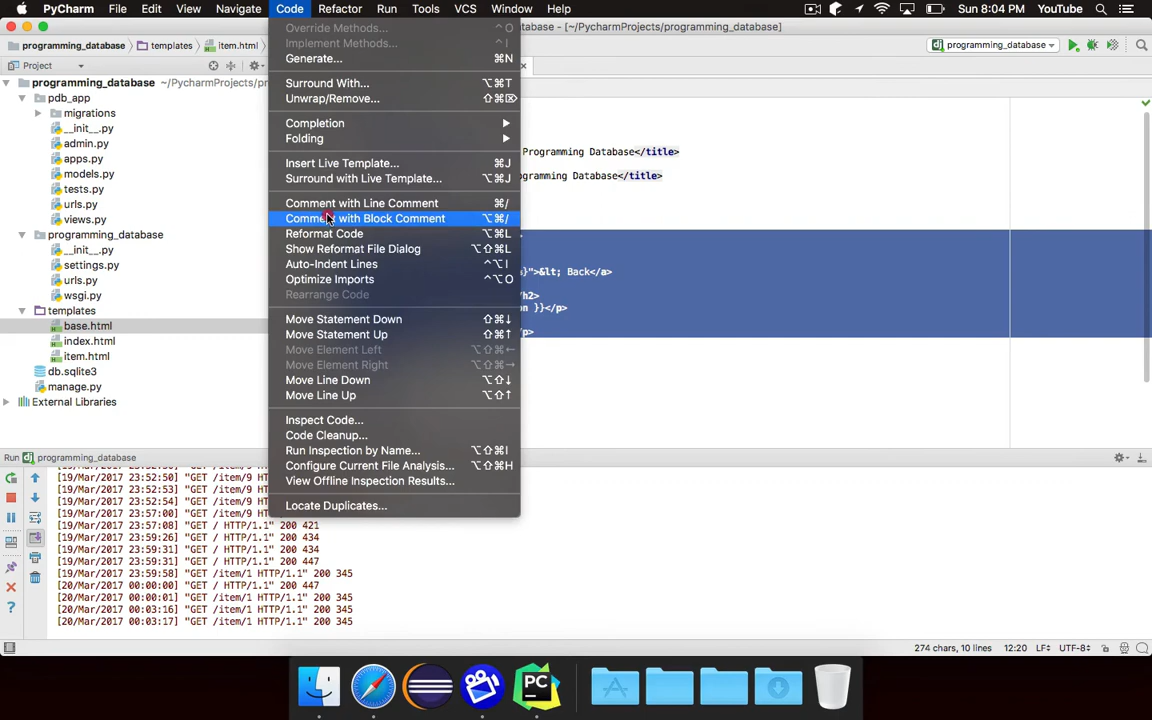 PyCharm File Edit View Navigate Code Refactor Run Tools VCS Window Help Sun 8:04 PM YouTube
Database - [~/PycharmProjects/programming_database]
programming_database templates item.html programming_database
Project
programming_database ~/PycharmProjects/pr
pdb_app
migrations
__init__.py
admin.py
apps.py
models.py
tests.py
urls.py
views.py
programming_database
__init__.py
settings.py
urls.py
wsgi.py
templates
base.html
index.html
item.html
db.sqlite3
manage.py
External Libraries
Override Methods... ^O
Implement Methods... ^I
Generate... ⌘N
Surround With... ⌥⌘T
Unwrap/Remove... ⇧⌘⌦
Completion
Folding
Insert Live Template... ⌘J
Surround with Live Template... ⌥⌘J
Comment with Line Comment ⌘/
Comment with Block Comment ⌥⌘/
Reformat Code ⌥⌘L
Show Reformat File Dialog ⌥⇧⌘L
Auto-Indent Lines ^⌥I
Optimize Imports ^⌥O
Rearrange Code
Move Statement Down ⇧⌘↓
Move Statement Up ⇧⌘↑
Move Element Left ⌥⇧⌘←
Move Element Right ⌥⇧⌘→
Move Line Down ⌥⇧↓
Move Line Up ⌥⇧↑
Inspect Code...
Code Cleanup...
Run Inspection by Name... ⌥⇧⌘I
Configure Current File Analysis... ⌥⇧⌘H
View Offline Inspection Results...
Locate Duplicates...
Programming Database</title>
gramming Database</title>
}">&lt; Back</a>
/h2>
on }}</p>
/p>
Run programming_database
[19/Mar/2017 23:52:50] "GET /item/9 HT
[19/Mar/2017 23:52:53] "GET /item/9 HT
[19/Mar/2017 23:52:54] "GET /item/9 HT
[19/Mar/2017 23:57:00] "GET /item/9 HT
[19/Mar/2017 23:57:08] "GET / HTTP/1.1" 200 421
[19/Mar/2017 23:59:26] "GET / HTTP/1.1" 200 434
[19/Mar/2017 23:59:31] "GET / HTTP/1.1" 200 434
[19/Mar/2017 23:59:31] "GET / HTTP/1.1" 200 447
[19/Mar/2017 23:59:58] "GET /item/1 HTTP/1.1" 200 345
[20/Mar/2017 00:00:00] "GET / HTTP/1.1" 200 447
[20/Mar/2017 00:00:01] "GET /item/1 HTTP/1.1" 200 345
[20/Mar/2017 00:03:16] "GET /item/1 HTTP/1.1" 200 345
[20/Mar/2017 00:03:17] "GET /item/1 HTTP/1.1" 200 345
274 chars, 10 lines 12:20 LF÷ UTF-8÷
PC